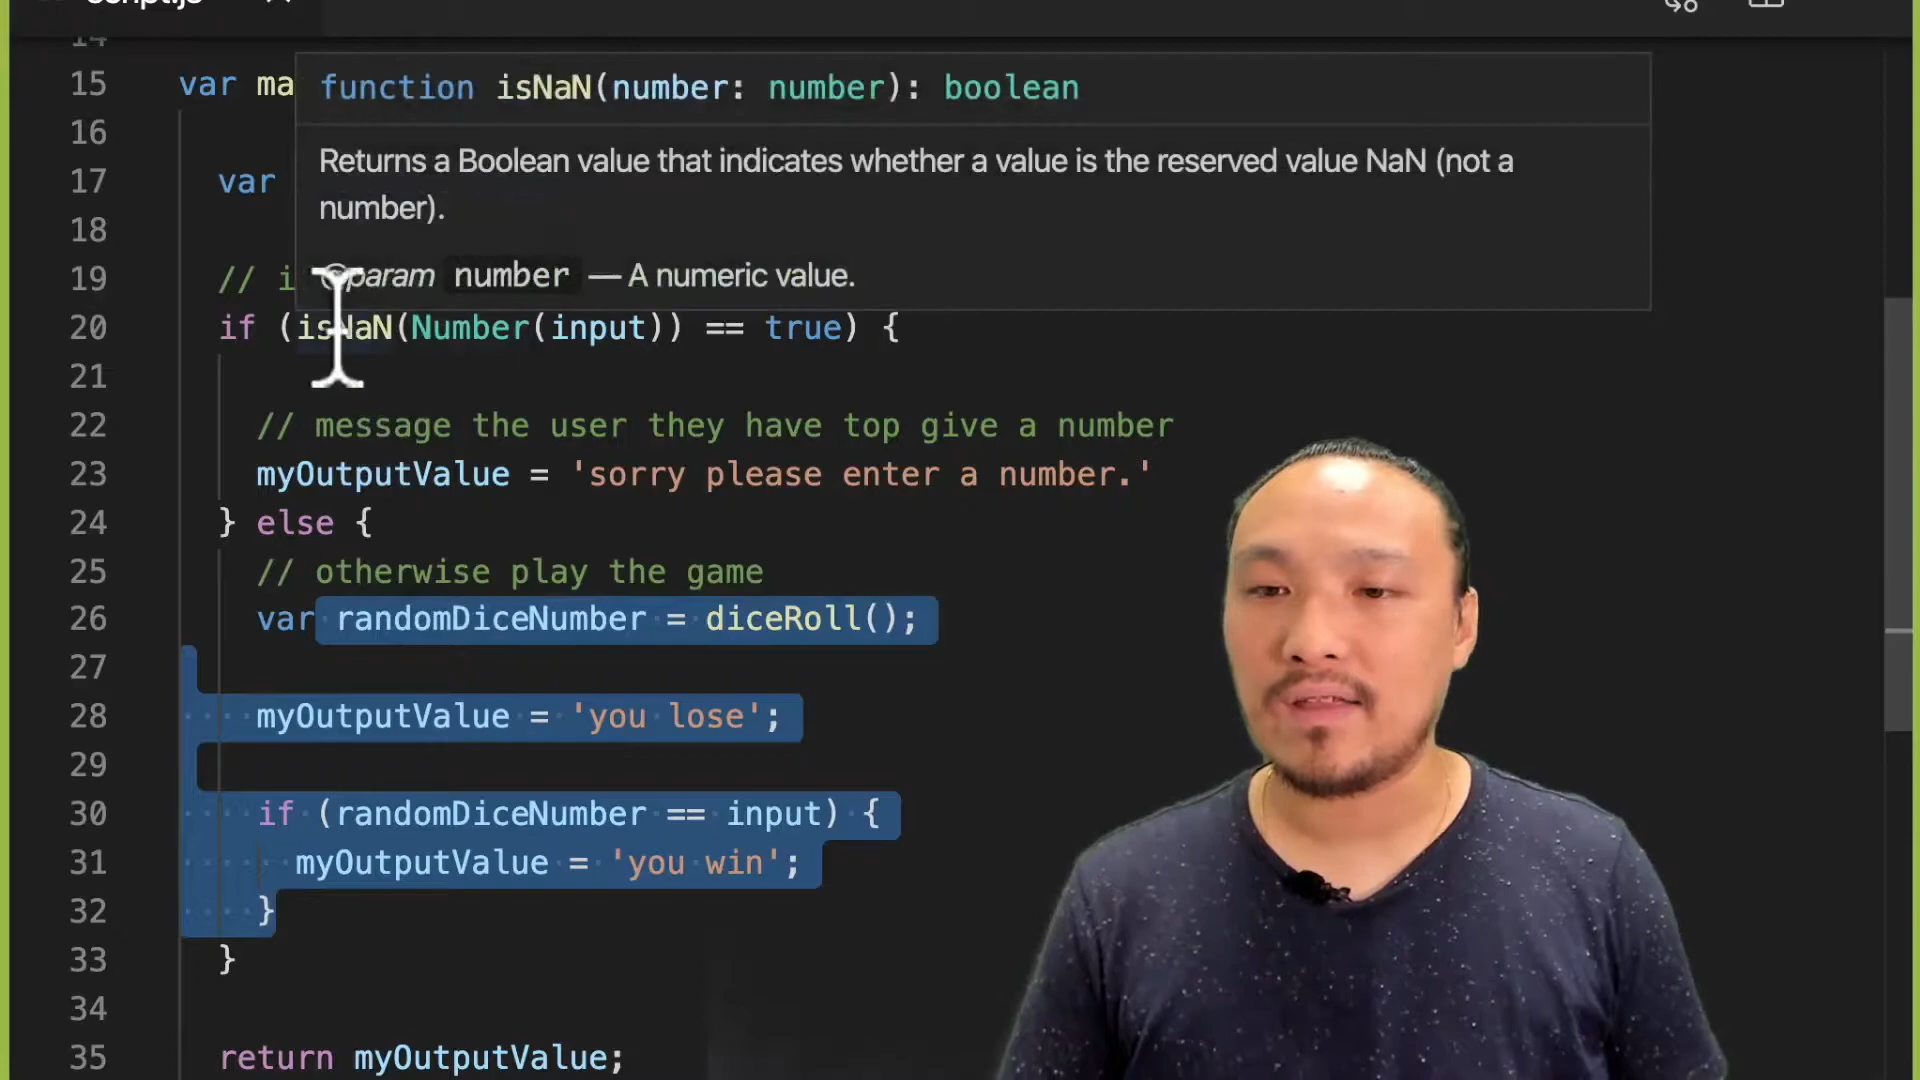 script.js
14
15 var ma
function isNaN(number: number): boolean
16
Returns a Boolean value that indicates whether a value is the reserved value NaN (not a
17 var
number).
18
19 // i
@param number — A numeric value.
20 if (isNaN(Number(input)) == true) {
21
22 // message the user they have top give a number
23 myOutputValue = 'sorry please enter a number.'
24 } else {
25 // otherwise play the game
26 var randomDiceNumber = diceRoll();
27
28 myOutputValue = 'you lose';
29
30 if (randomDiceNumber == input) {
31 myOutputValue = 'you win';
32 }
33 }
34
35 return myOutputValue;